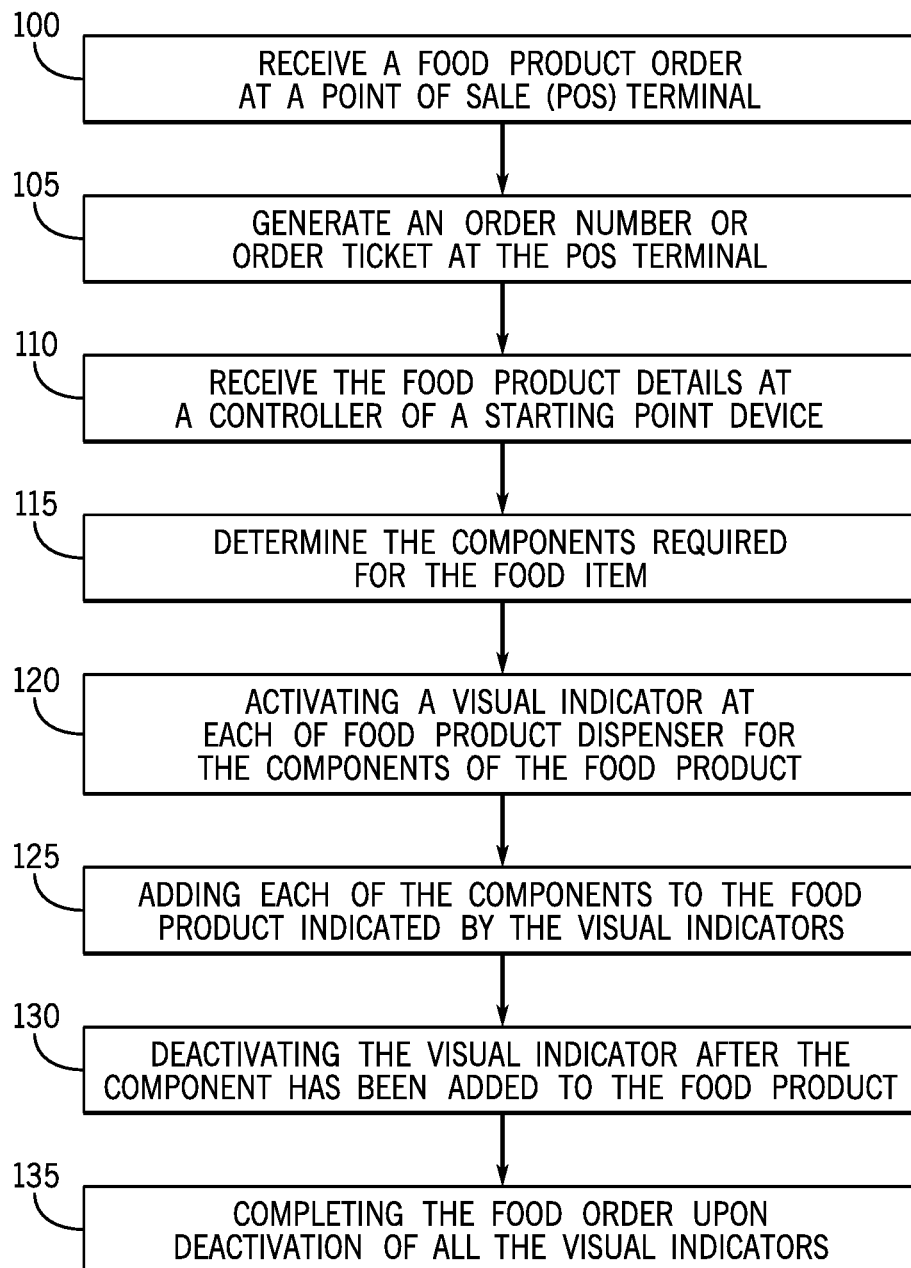 100
RECEIVE A FOOD PRODUCT ORDER
AT A POINT OF SALE (POS) TERMINAL
105
GENERATE AN ORDER NUMBER OR
ORDER TICKET AT THE POS TERMINAL
110
RECEIVE THE FOOD PRODUCT DETAILS AT
A CONTROLLER OF A STARTING POINT DEVICE
115
DETERMINE THE COMPONENTS REQUIRED
FOR THE FOOD ITEM
120
ACTIVATING A VISUAL INDICATOR AT
EACH OF FOOD PRODUCT DISPENSER FOR
THE COMPONENTS OF THE FOOD PRODUCT
125
ADDING EACH OF THE COMPONENTS TO THE FOOD
PRODUCT INDICATED BY THE VISUAL INDICATORS
130
DEACTIVATING THE VISUAL INDICATOR AFTER THE
COMPONENT HAS BEEN ADDED TO THE FOOD PRODUCT
135
COMPLETING THE FOOD ORDER UPON
DEACTIVATION OF ALL THE VISUAL INDICATORS